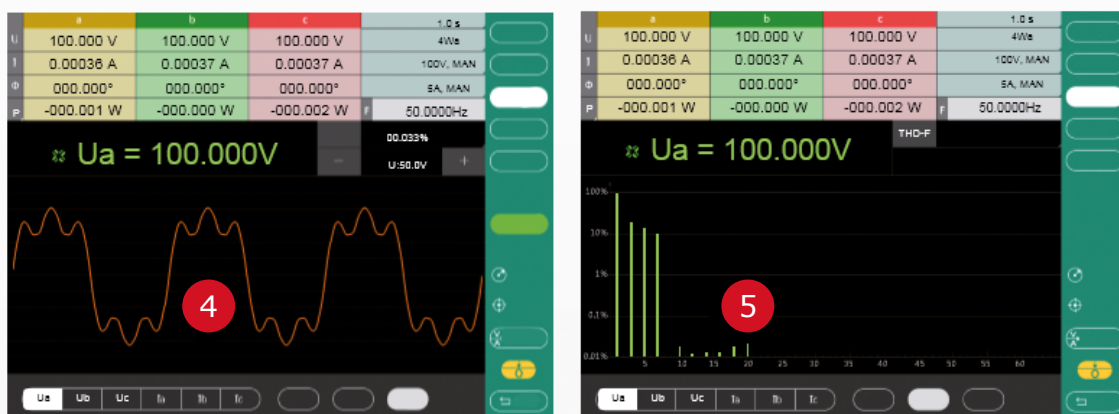 a b c 1.0 s
U 100.000 V 100.000 V 100.000 V 4Wa
I 0.00036 A 0.00037 A 0.00037 A 100V, MAN
Φ 000.000° 000.000° 000.000° 5A, MAN
P -000.001 W -000.000 W -000.002 W F 50.0000Hz
Ua = 100.000V
00.033%
− U:50.0V +
4
Ua Ub Uc Ia Ib Ic
a b c 1.0 s
U 100.000 V 100.000 V 100.000 V 4Wa
I 0.00036 A 0.00037 A 0.00037 A 100V, MAN
Φ 000.000° 000.000° 000.000° 5A, MAN
P -000.001 W -000.000 W -000.002 W F 50.0000Hz
THD-F
Ua = 100.000V
100%
10%
1%
0.1%
5
0.01%
5 10 15 20 25 30 35 40 45 50 55 60
Ua Ub Uc Ia Ib Ic